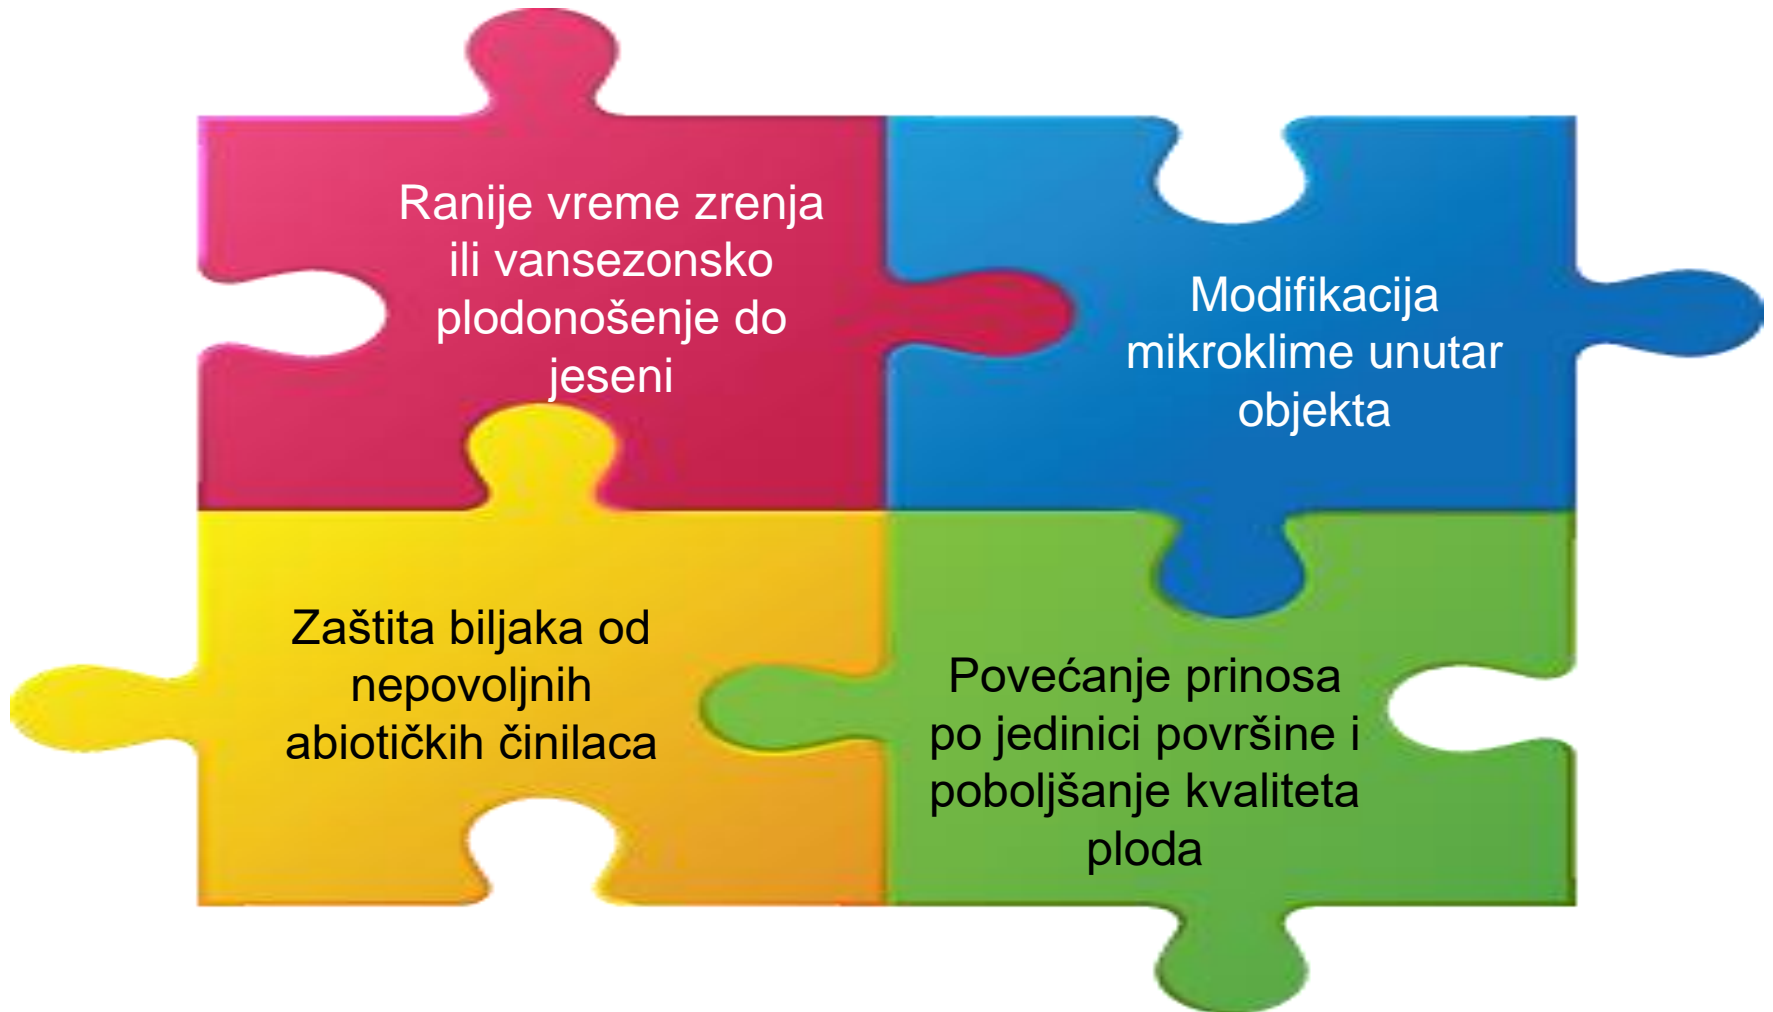 Ranije vreme zrenja
ili vansezonsko
plodonošenje do
jeseni
Modifikacija
mikroklime unutar
objekta
Zaštita biljaka od
nepovoljnih
abiotičkih činilaca
Povećanje prinosa
po jedinici površine i
poboljšanje kvaliteta
ploda